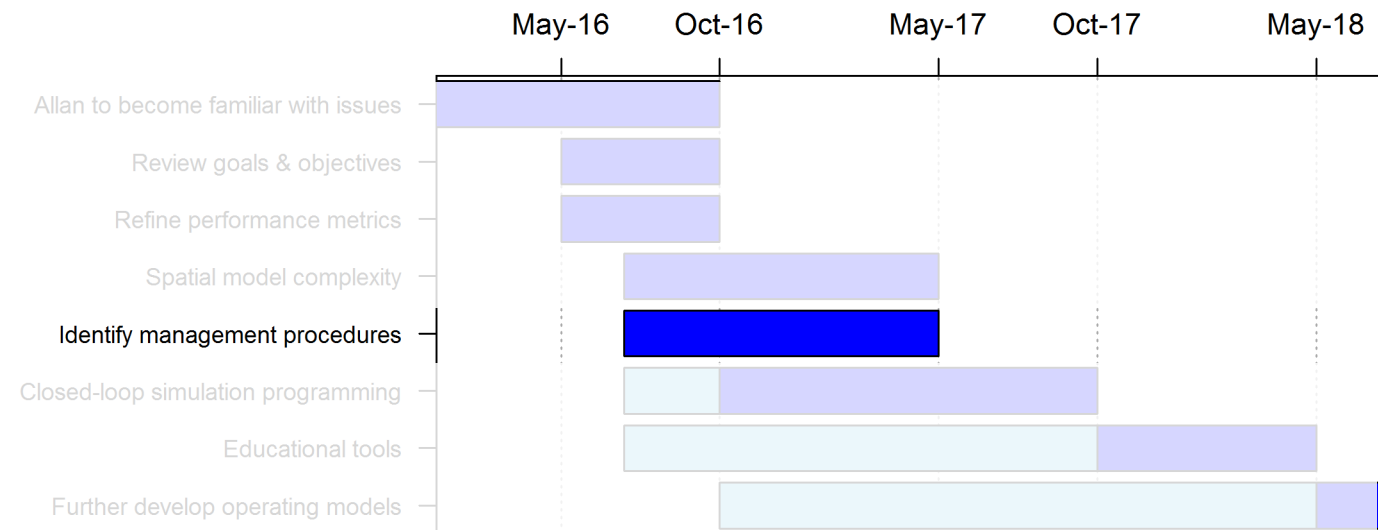 May-16 Oct-16 May-17 Oct-17 May-18
Allan to become familiar with issues
Review goals & objectives
Refine performance metrics
Spatial model complexity
Identify management procedures
Closed-loop simulation programming
Educational tools
Further develop operating models